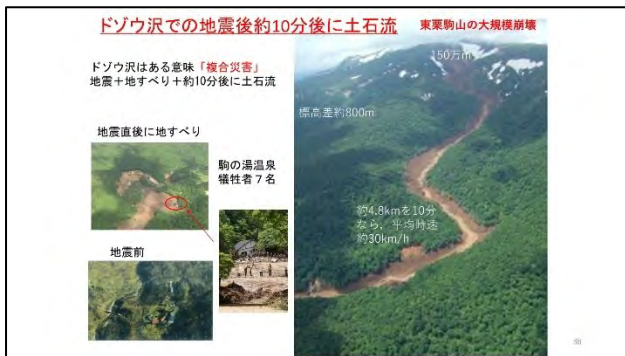 ドゾウ沢での地震後約10分後に土石流
東栗駒山の大規模崩壊
ドゾウ沢はある意味「複合災害」
地震＋地すべり＋約10分後に土石流
地震直後に地すべり
駒の湯温泉
犠牲者７名
地震前
150万m³
標高差約800m
約4.8kmを10分
なら、平均時速
約30km/h